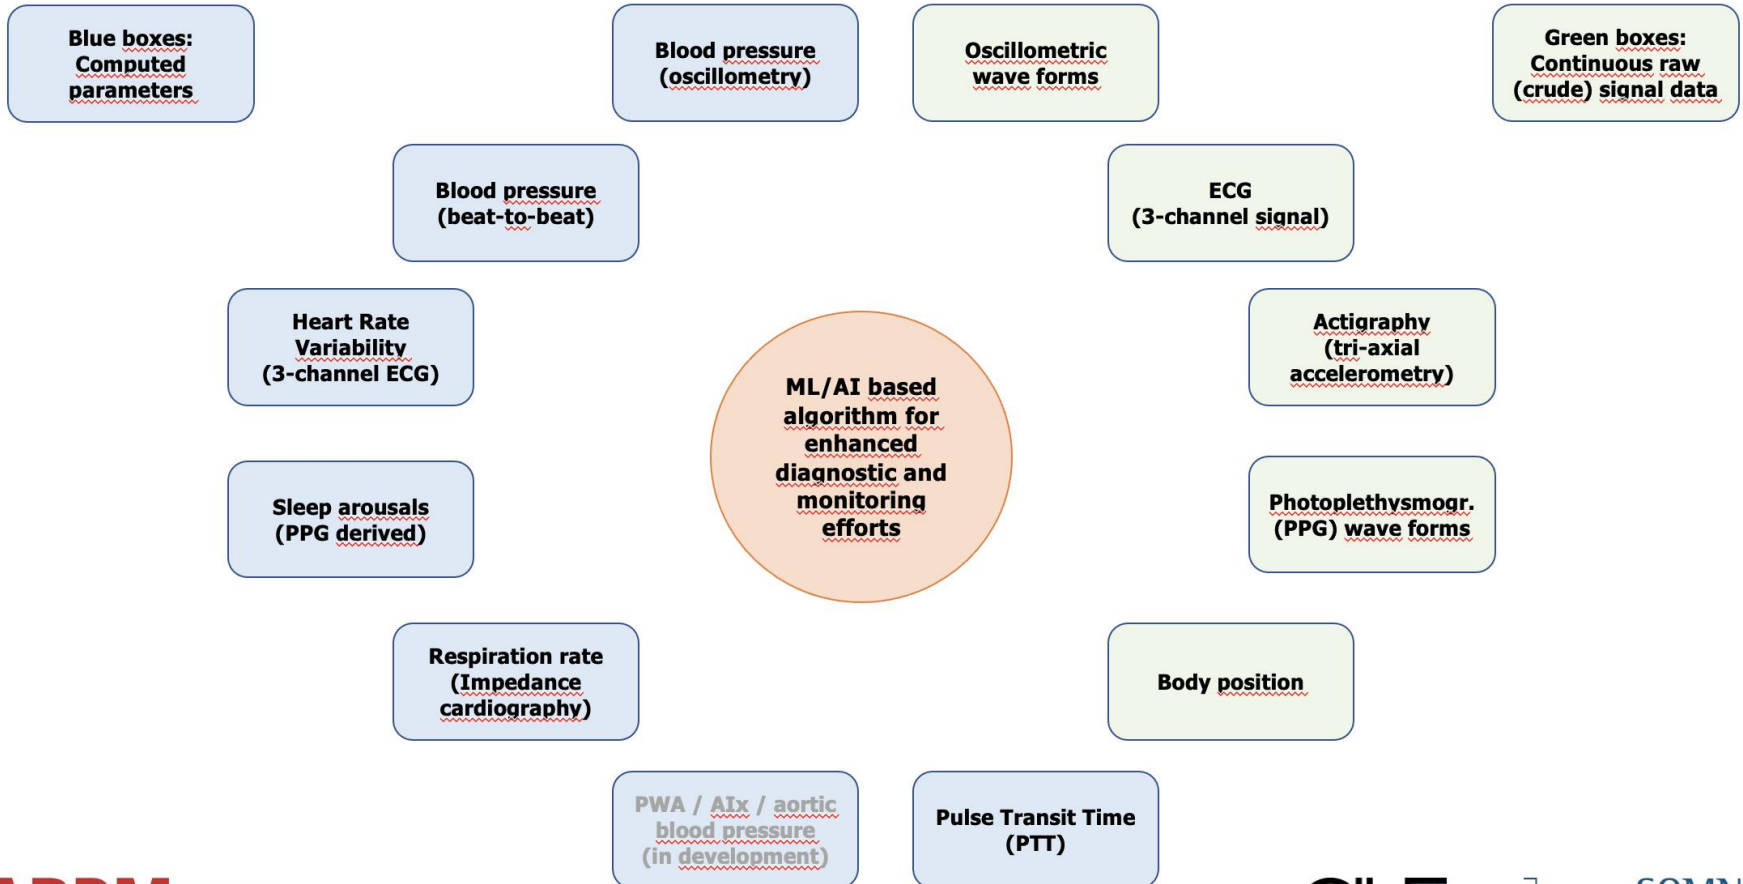 Blue boxes:
Computed
parameters
Blood pressure
(oscillometry)
Oscillometric
wave forms
Green boxes:
Continuous raw
(crude) signal data
Blood pressure
(beat-to-beat)
ECG
(3-channel signal)
Heart Rate
Variability
(3-channel ECG)
Actigraphy
(tri-axial
accelerometry)
ML/AI based
algorithm for
enhanced
diagnostic and
monitoring
efforts
Sleep arousals
(PPG derived)
Photoplethysmogr.
(PPG) wave forms
Respiration rate
(Impedance
cardiography)
Body position
PWA / AIx / aortic
blood pressure
(in development)
Pulse Transit Time
(PTT)